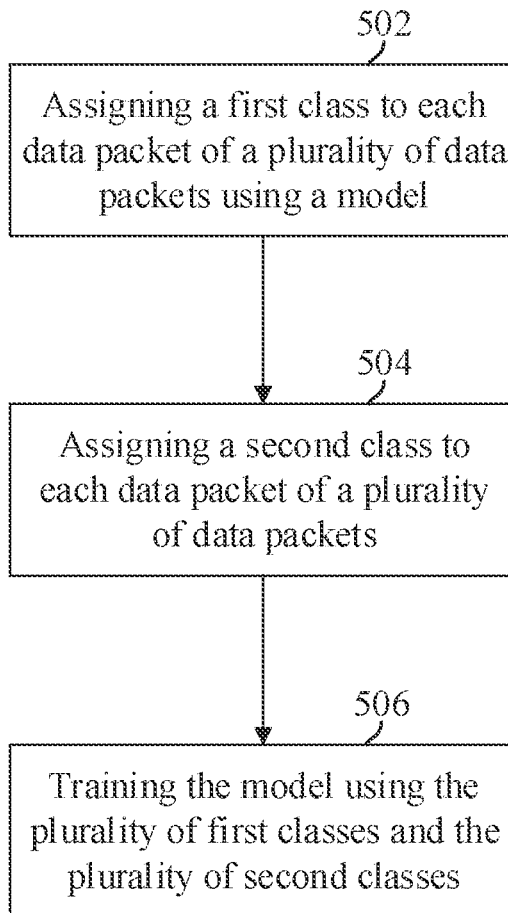 502
Assigning a first class to each
data packet of a plurality of data
packets using a model
504
Assigning a second class to
each data packet of a plurality
of data packets
506
Training the model using the
plurality of first classes and the
plurality of second classes